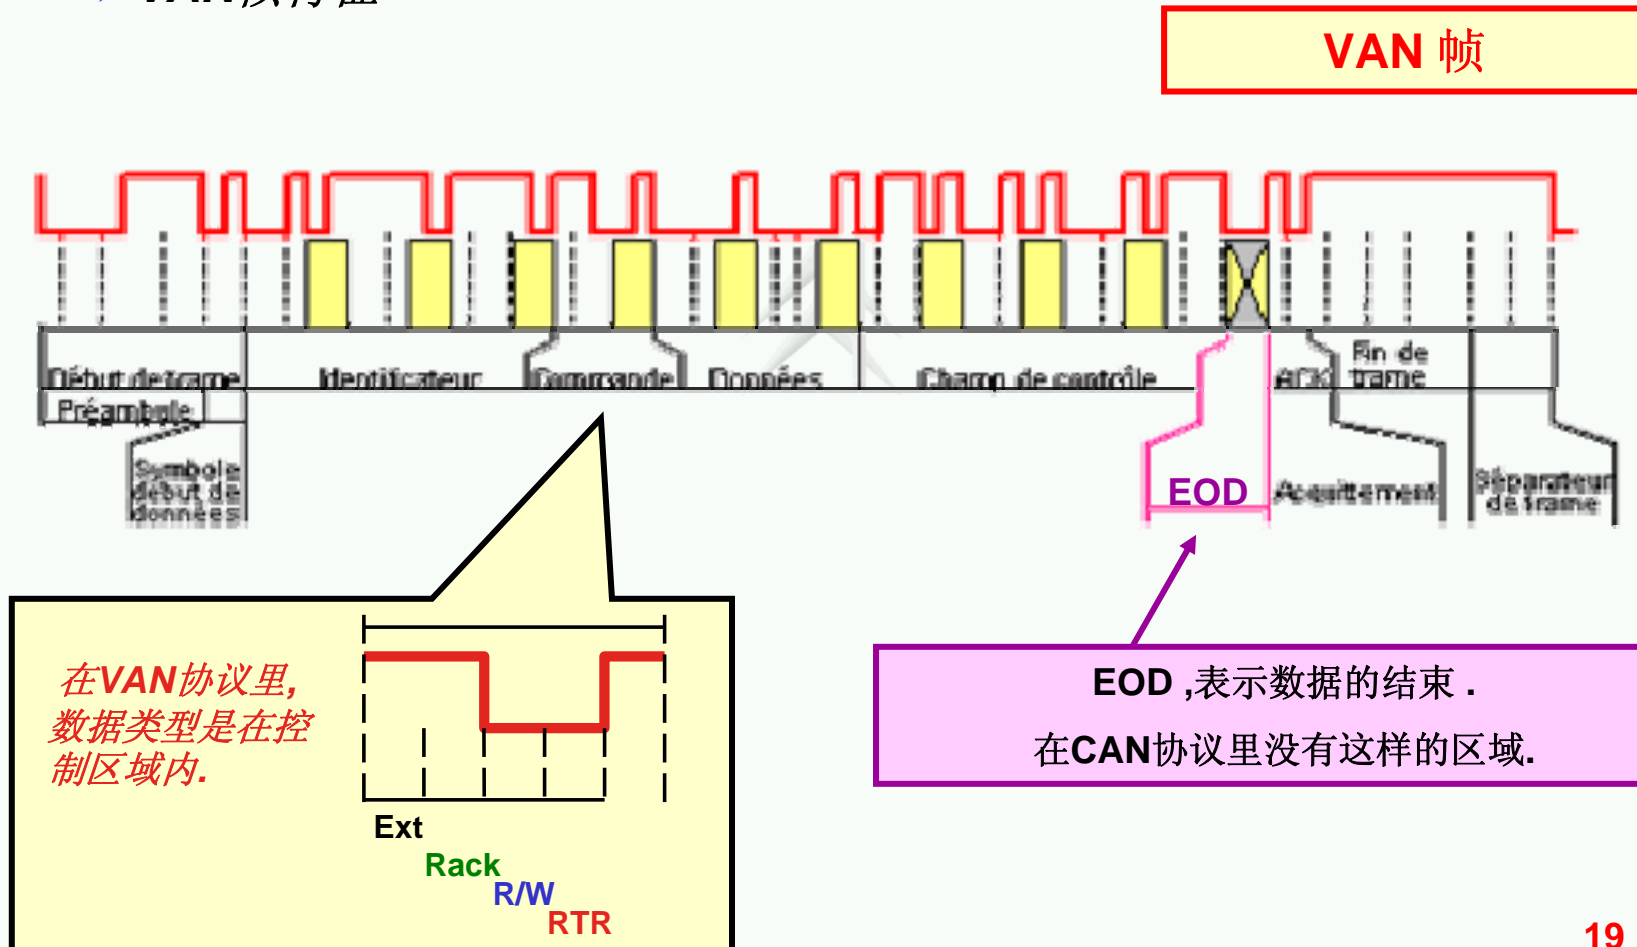 VAN
VAN 帧
Début de trame
Identificateur
Commande
Données
Champ de contrôle
ACK
Fin de
trame
Préambule
Symbole
début de
données
EOD
Acquittement
Séparateur
de trame
在VAN协议里,
数据类型是在控
制区域内.
Ext
Rack
R/W
RTR
EOD ,表示数据的结束 .
在CAN协议里没有这样的区域.
19